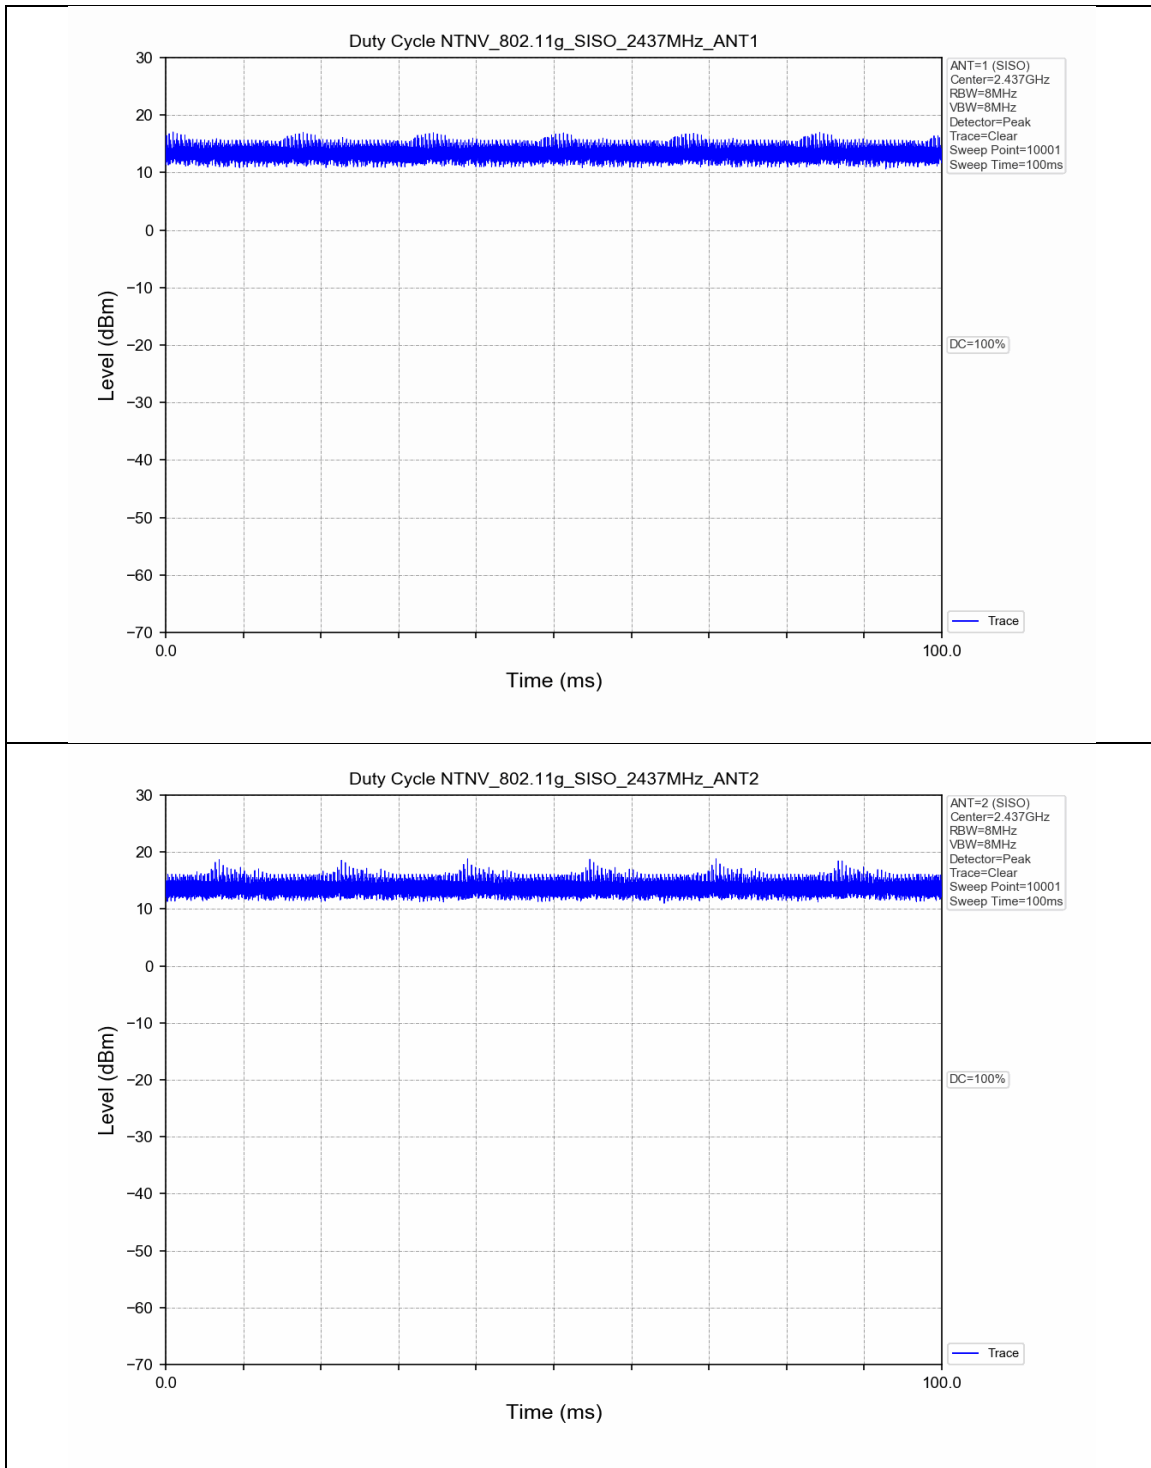 Duty Cycle NTNV_802.11g_SISO_2437MHz_ANT1
30
20
10
0
−10
−20
−30
−40
−50
−60
−70
Level (dBm)
0.0
100.0
Time (ms)
ANT=1 (SISO)
Center=2.437GHz
RBW=8MHz
VBW=8MHz
Detector=Peak
Trace=Clear
Sweep Point=10001
Sweep Time=100ms
DC=100%
Trace
Duty Cycle NTNV_802.11g_SISO_2437MHz_ANT2
30
20
10
0
−10
−20
−30
−40
−50
−60
−70
Level (dBm)
0.0
100.0
Time (ms)
ANT=2 (SISO)
Center=2.437GHz
RBW=8MHz
VBW=8MHz
Detector=Peak
Trace=Clear
Sweep Point=10001
Sweep Time=100ms
DC=100%
Trace